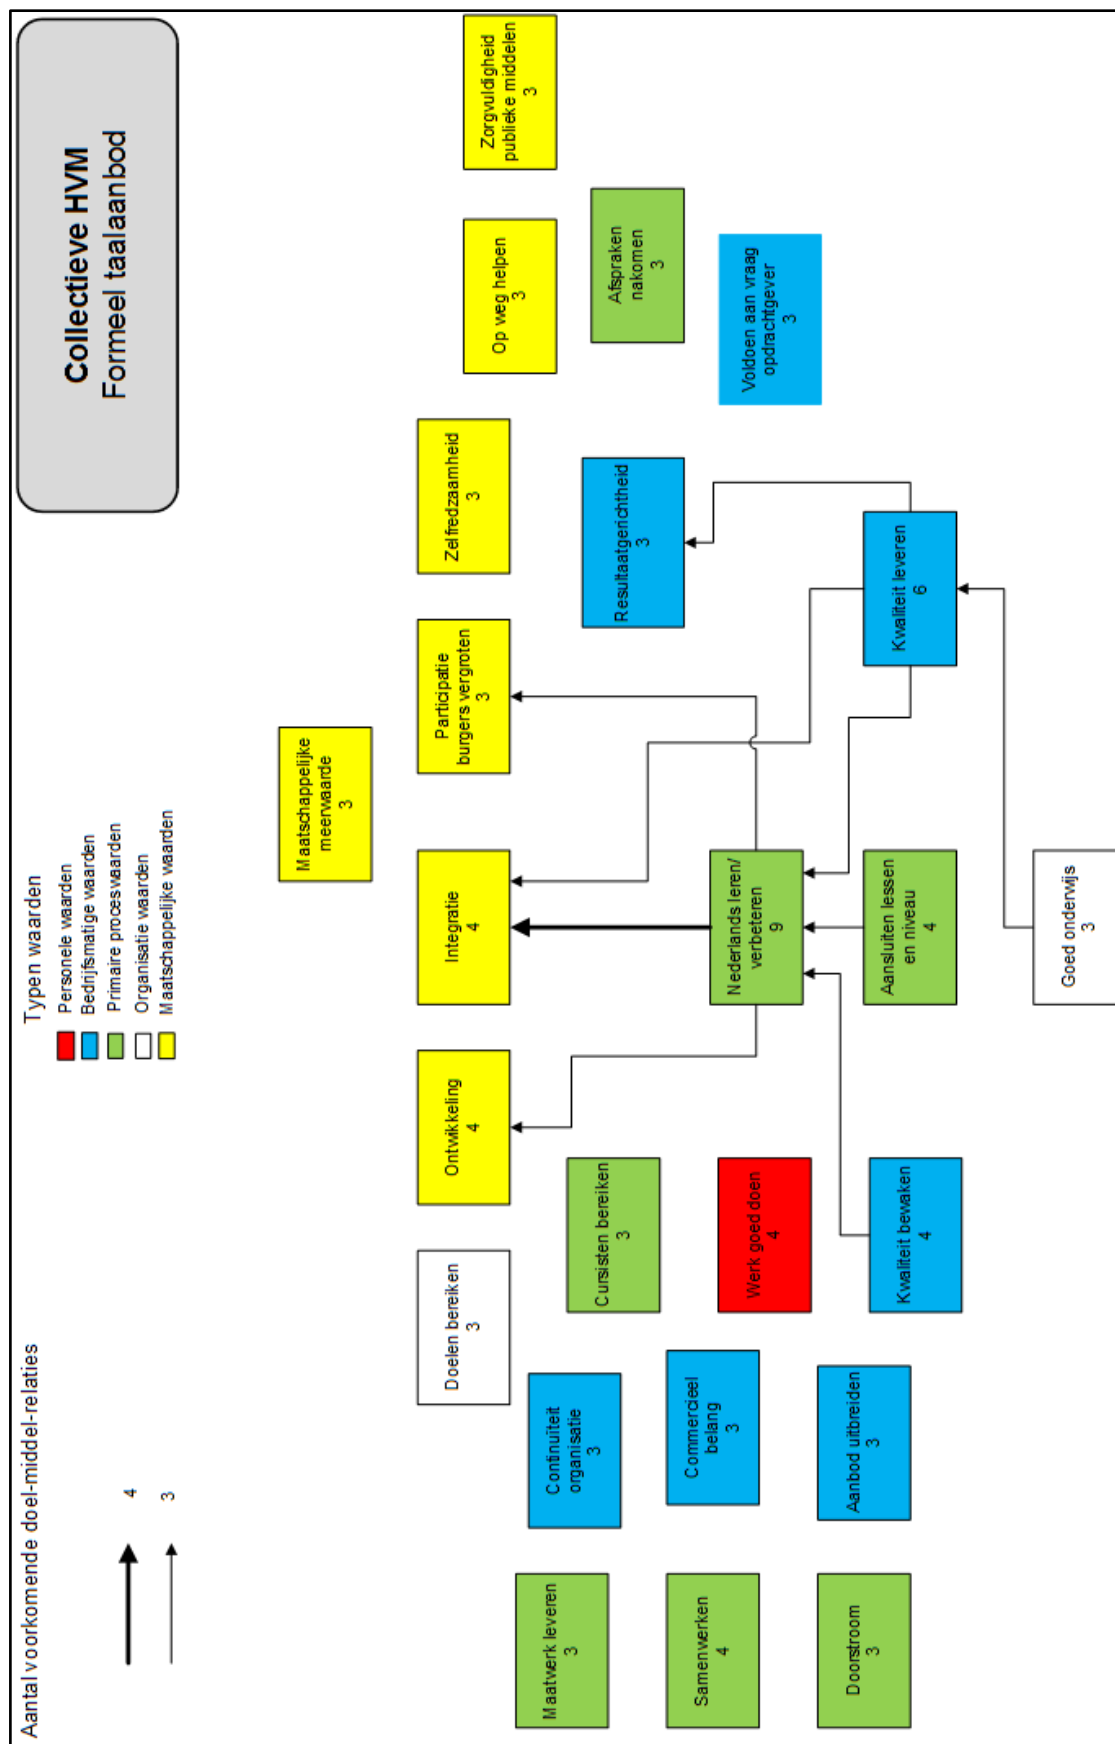 Aantal voorkomende doel-middel-relaties
4
3
Typen waarden
Personele waarden
Bedrijfsmatige waarden
Primaire proceswaarden
Organisatie waarden
Maatschappelijke waarden
Collectieve HVM
Formeel taalaanbod
Maatschappelijke
meerwaarde
3
Doelen bereiken
3
Ontwikkeling
4
Integratie
4
Participatie
burgers vergroten
3
Zelfredzaamheid
3
Op weg helpen
3
Zorgvuldigheid
publieke middelen
3
Maatwerk leveren
3
Continuïteit
organisatie
3
Cursisten bereiken
3
Resultaatgerichtheid
3
Afspraken
nakomen
3
Samenwerken
4
Commercieel
belang
3
Werk goed doen
4
Nederlands leren/
verbeteren
9
Voldoen aan vraag
opdrachtgever
3
Doorstroom
3
Aanbod uitbreiden
3
Kwaliteit bewaken
4
Aansluiten lessen
en niveau
4
Kwaliteit leveren
6
Goed onderwijs
3